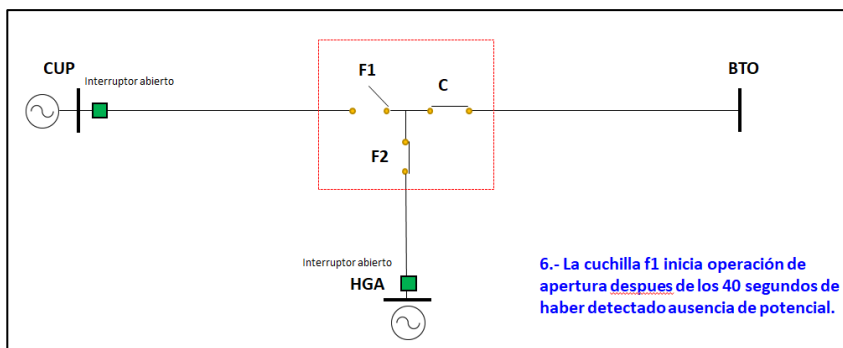 CUP
Interruptor abierto
F1
C
BTO
F2
Interruptor abierto
HGA
6.- La cuchilla f1 inicia operación de
apertura despues de los 40 segundos de
haber detectado ausencia de potencial.